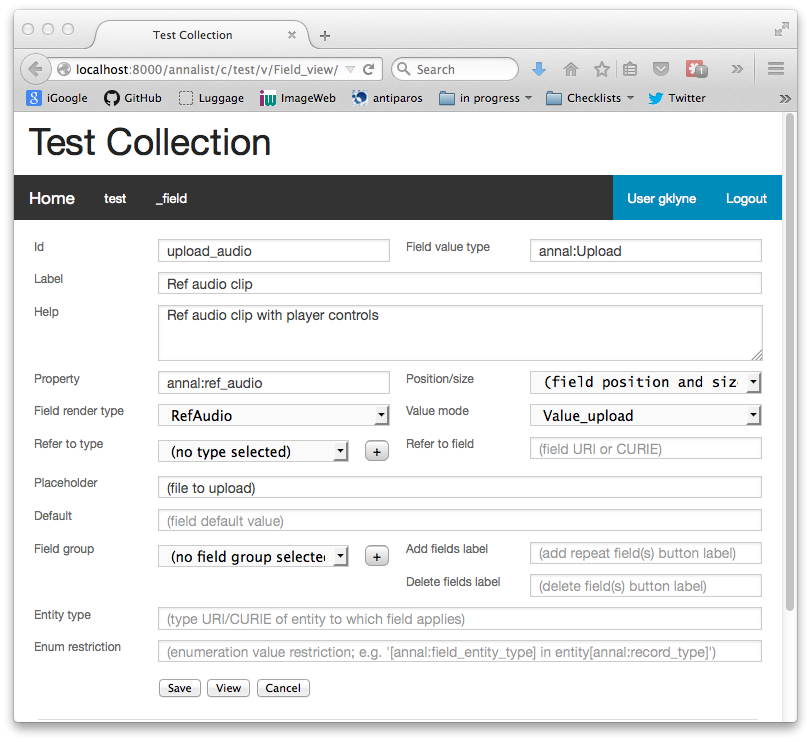 Test Collection
localhost:8000/annalist/c/test/v/Field_view/
Search
1
iGoogle GitHub Luggage ImageWeb antiparos in progress Checklists Twitter
Test Collection
Home test _field User gklyne Logout
Id upload_audio Field value type annal:Upload
Label Ref audio clip
Help Ref audio clip with player controls
Property annal:ref_audio Position/size (field position and siz
Field render type RefAudio Value mode Value_upload
Refer to type (no type selected) + Refer to field (field URI or CURIE)
Placeholder (file to upload)
Default (field default value)
Field group (no field group selecte + Add fields label (add repeat field(s) button label)
Delete fields label (delete field(s) button label)
Entity type (type URI/CURIE of entity to which field applies)
Enum restriction (enumeration value restriction; e.g. '[annal:field_entity_type] in entity[annal:record_type]')
Save View Cancel